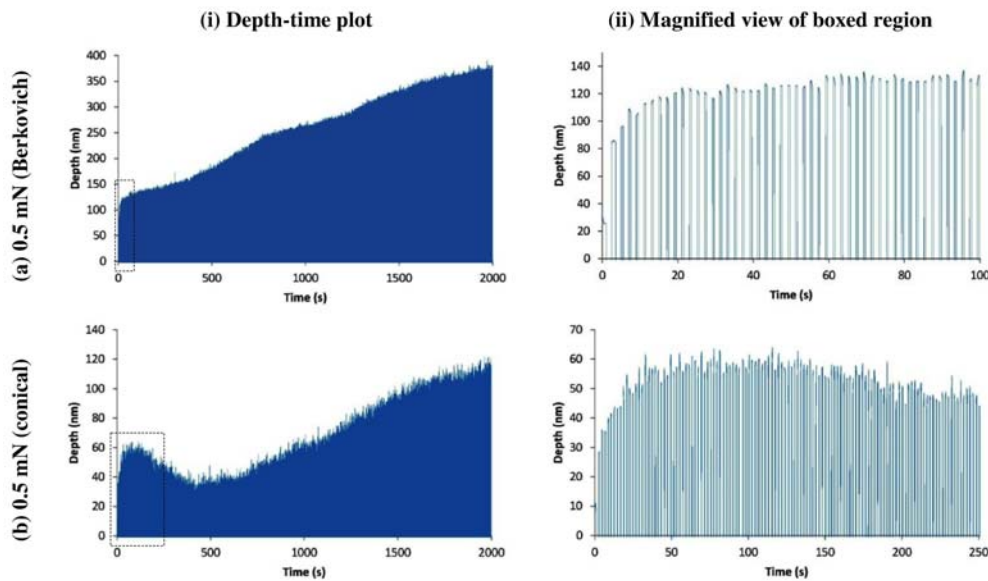 (i) Depth-time plot
(ii) Magnified view of boxed region
(a) 0.5 mN (Berkovich)
Depth (nm)
400
350
300
250
200
150
100
50
0
0 500 1000 1500 2000
Time (s)
Depth (nm)
140
120
100
80
60
40
20
0
0 20 40 60 80 100
Time (s)
(b) 0.5 mN (conical)
Depth (nm)
140
120
100
80
60
40
20
0
0 500 1000 1500 2000
Time (s)
Depth (nm)
70
60
50
40
30
20
10
0
0 50 100 150 200 250
Time (s)